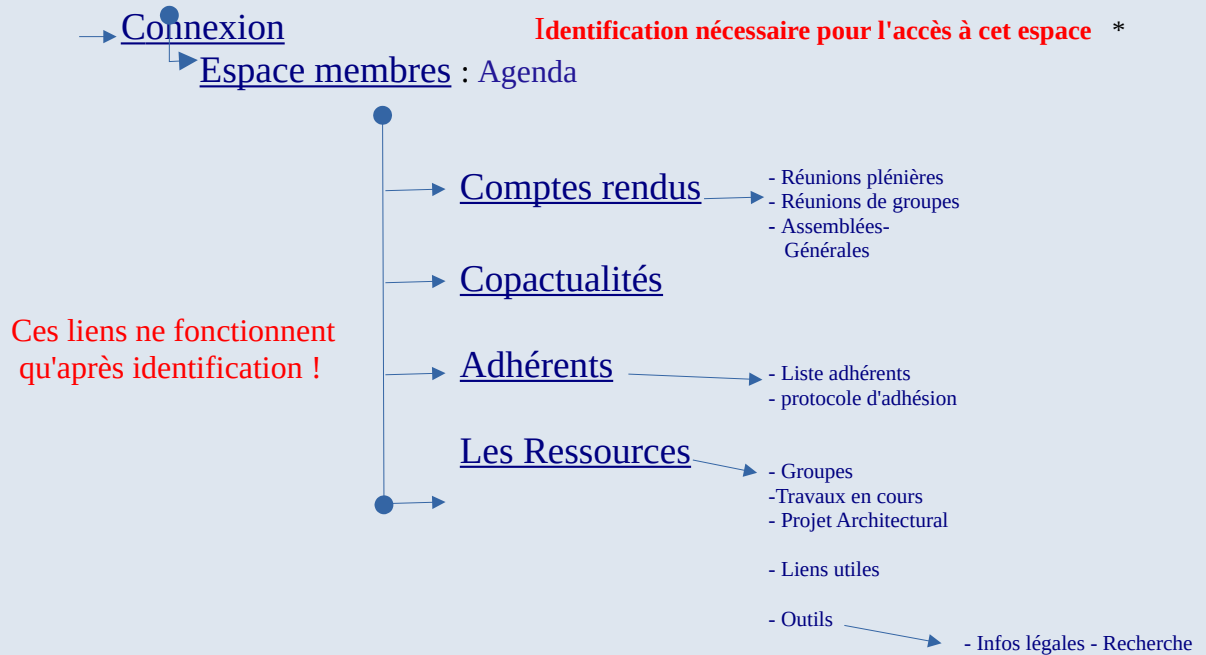 Connexion
Identification nécessaire pour l'accès à cet espace *
Espace membres : Agenda
Comptes rendus
- Réunions plénières
- Réunions de groupes
- Assemblées-
Générales
Copactualités
Ces liens ne fonctionnent
qu'après identification !
Adhérents
- Liste adhérents
- protocole d'adhésion
Les Ressources
- Groupes
-Travaux en cours
- Projet Architectural
- Liens utiles
- Outils
- Infos légales - Recherche